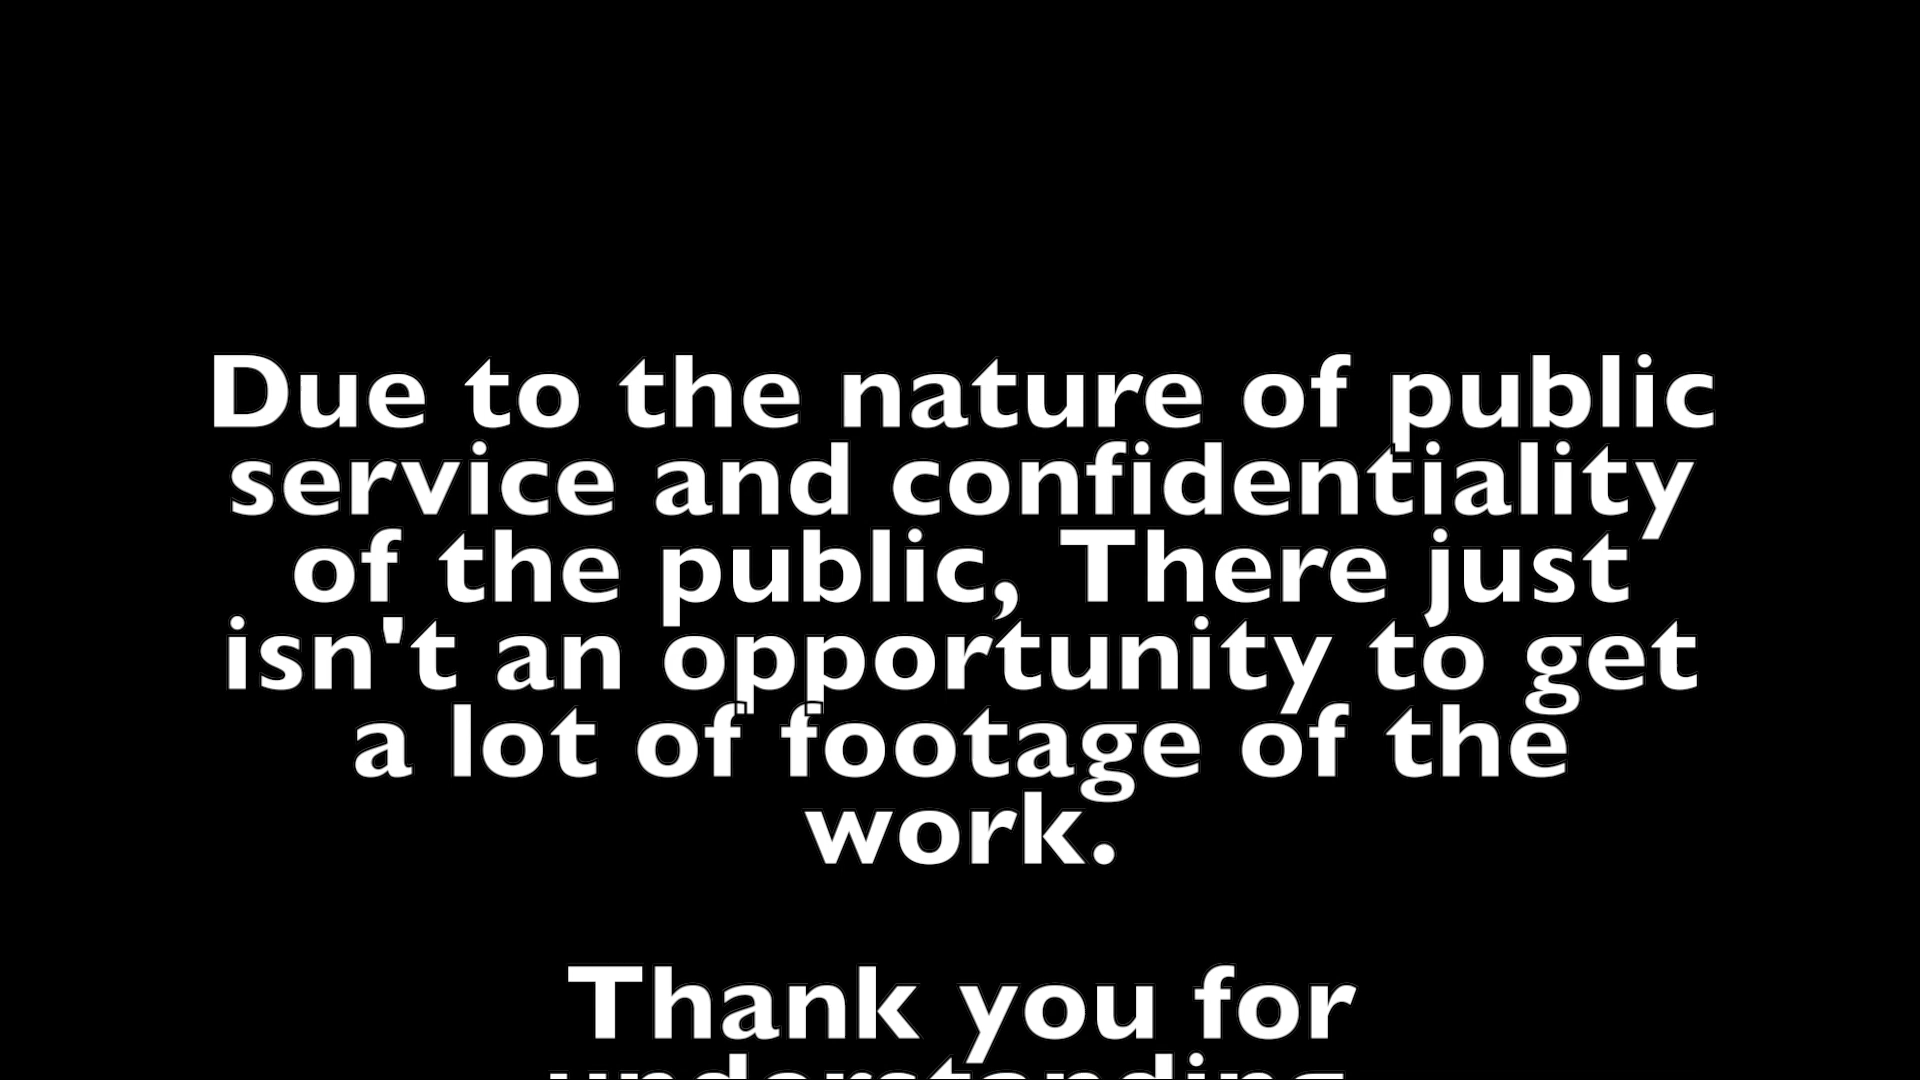 Due to the nature of public
service and confidentiality
of the public, There just
isn't an opportunity to get
a lot of footage of the
work.
Thank you for
understanding